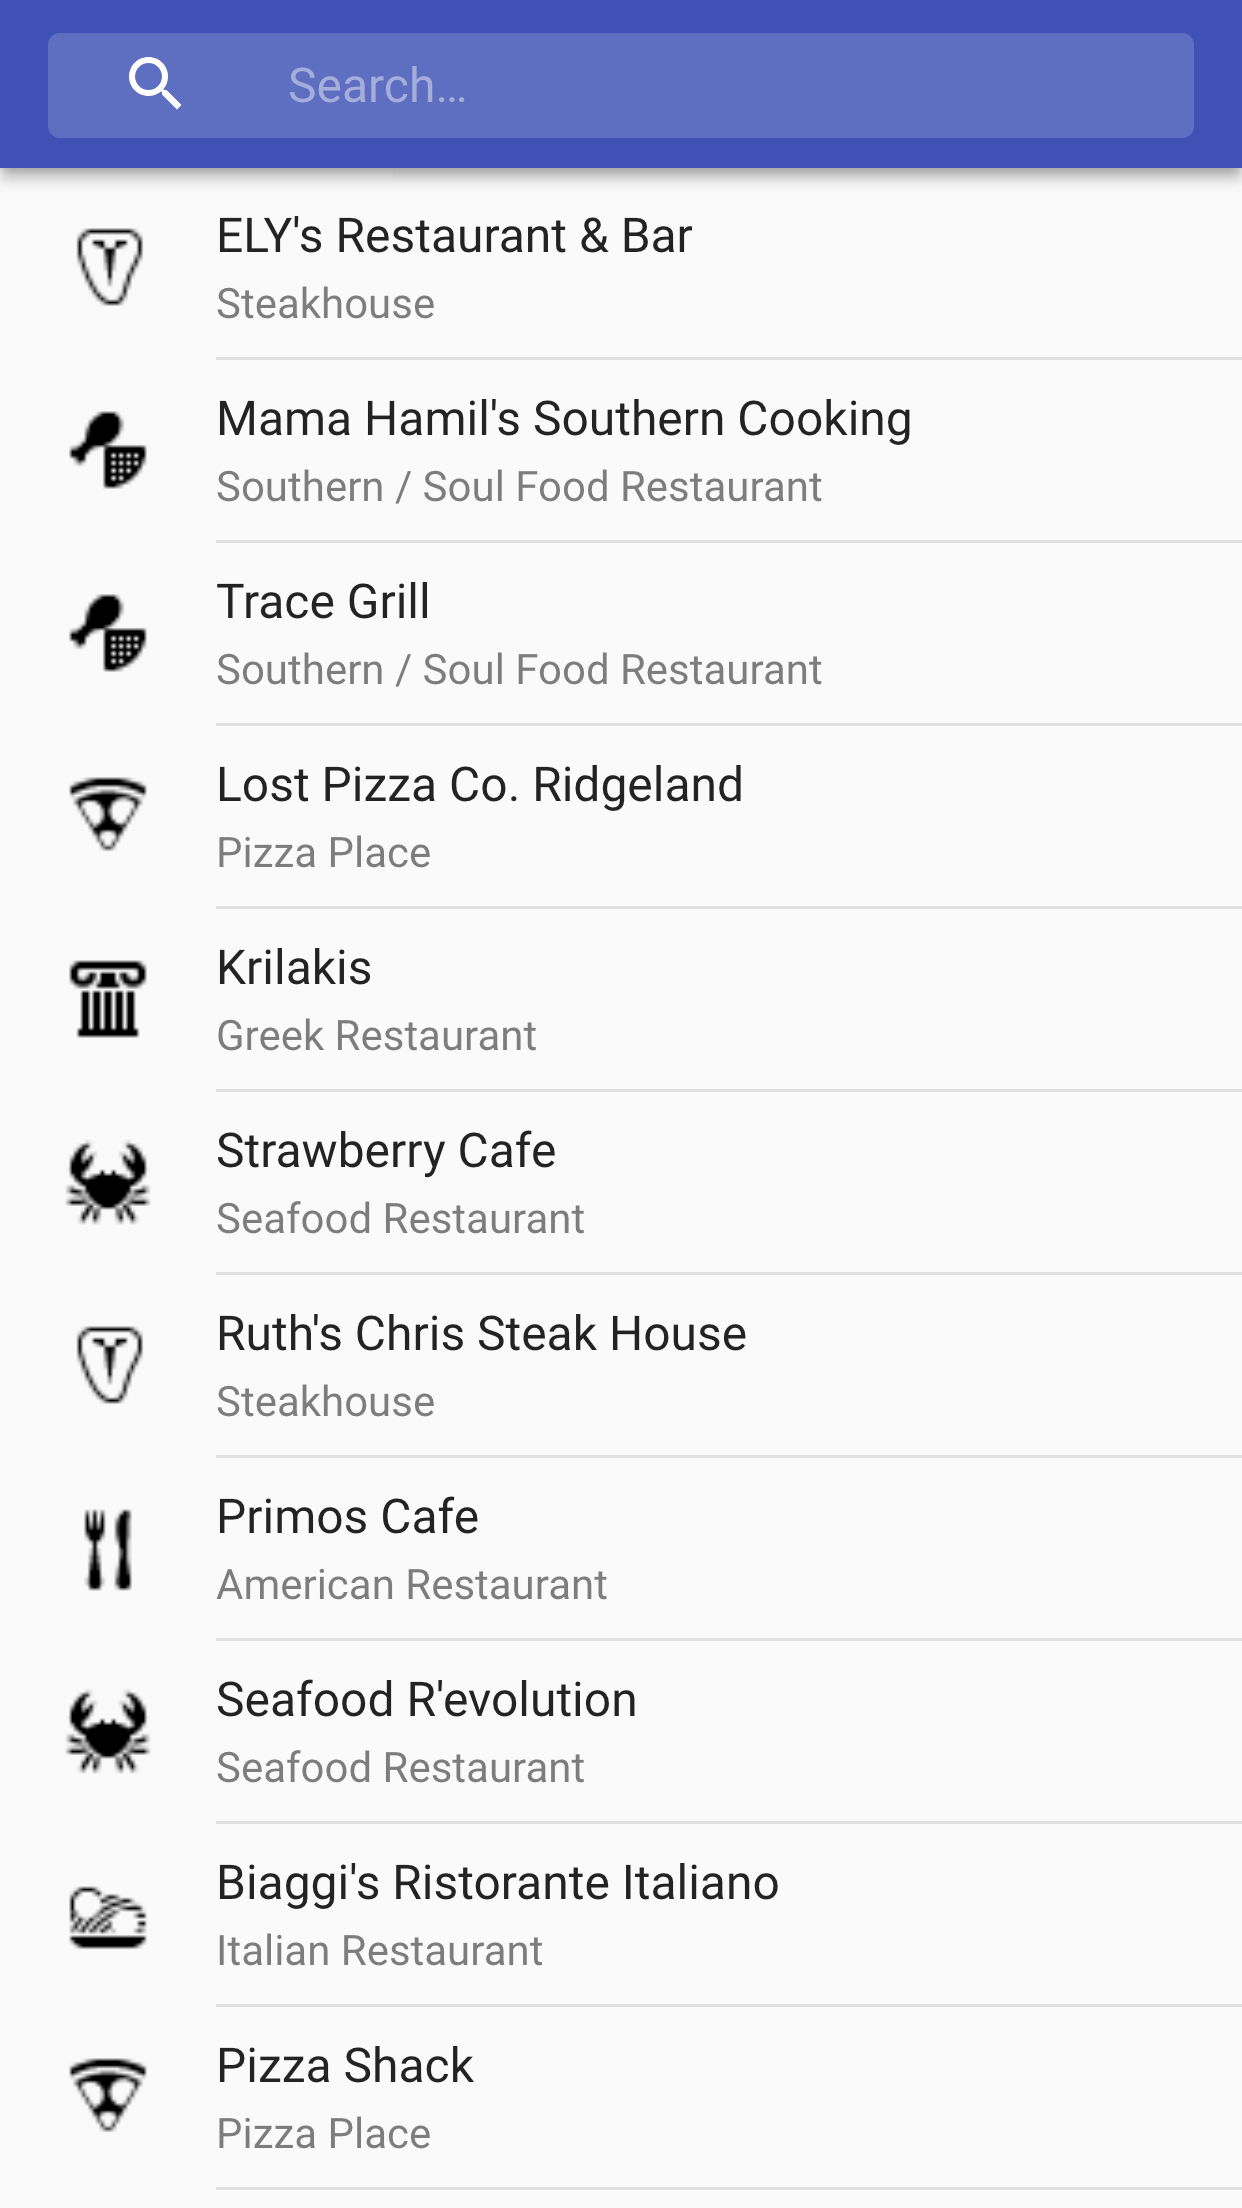 Search...
ELY's Restaurant & Bar
Steakhouse
Mama Hamil's Southern Cooking
Southern / Soul Food Restaurant
Trace Grill
Southern / Soul Food Restaurant
Lost Pizza Co. Ridgeland
Pizza Place
Krilakis
Greek Restaurant
Strawberry Cafe
Seafood Restaurant
Ruth's Chris Steak House
Steakhouse
Primos Cafe
American Restaurant
Seafood R'evolution
Seafood Restaurant
Biaggi's Ristorante Italiano
Italian Restaurant
Pizza Shack
Pizza Place